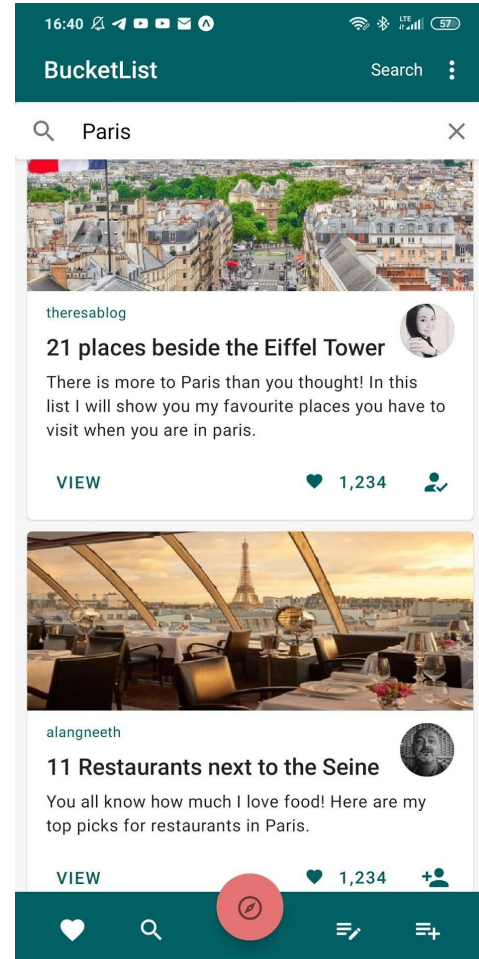 16:40
LTE
57
BucketList
Search
Paris
theresablog
21 places beside the Eiffel Tower
There is more to Paris than you thought! In this
list I will show you my favourite places you have to
visit when you are in paris.
VIEW
1,234
alangneeth
11 Restaurants next to the Seine
You all know how much I love food! Here are my
top picks for restaurants in Paris.
VIEW
1,234